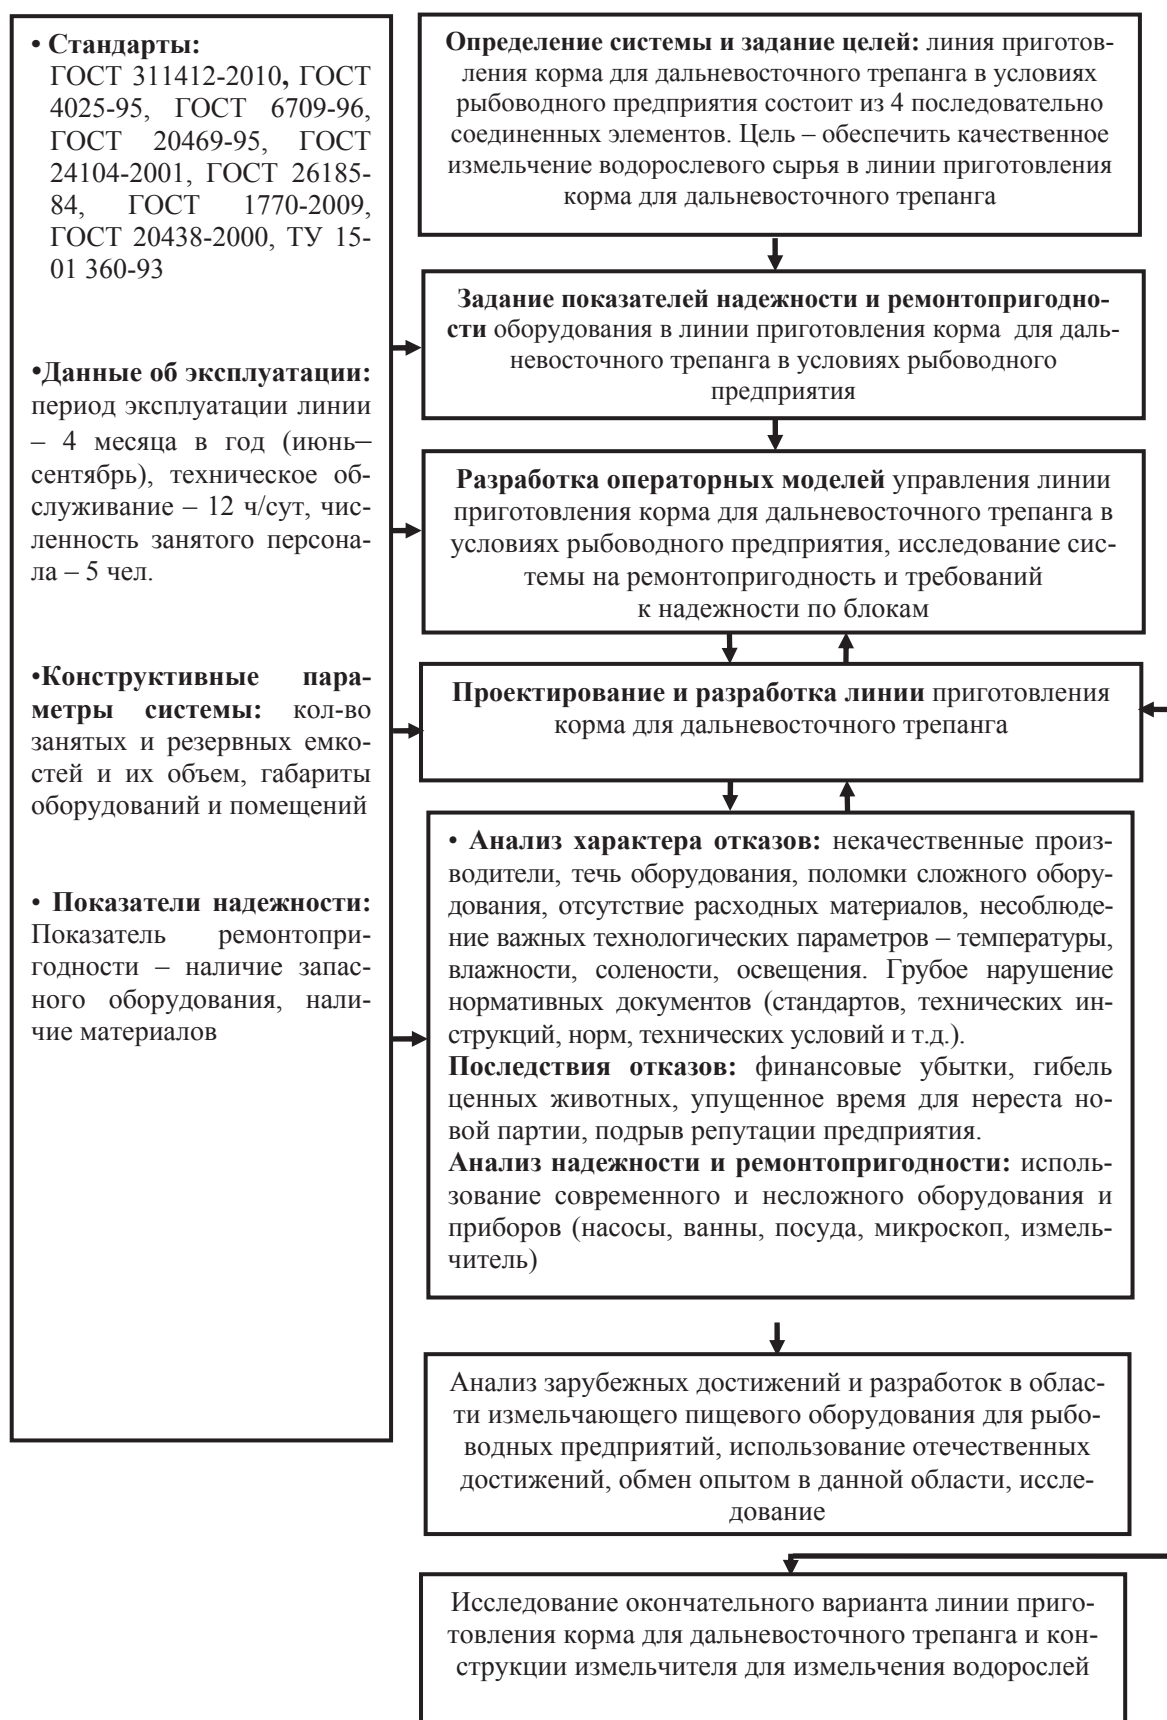 • Стандарты:
ГОСТ 311412-2010, ГОСТ
4025-95, ГОСТ 6709-96,
ГОСТ 20469-95, ГОСТ
24104-2001, ГОСТ 26185-
84, ГОСТ 1770-2009,
ГОСТ 20438-2000, ТУ 15-
01 360-93
•Данные об эксплуатации:
период эксплуатации линии
– 4 месяца в год (июнь–
сентябрь), техническое об-
служивание – 12 ч/сут, чис-
ленность занятого персона-
ла – 5 чел.
•Конструктивные пара-
метры системы: кол-во
занятых и резервных емко-
стей и их объем, габариты
оборудований и помещений
• Показатели надежности:
Показатель ремонтопри-
годности – наличие запас-
ного оборудования, нали-
чие материалов
Определение системы и задание целей: линия приготов-
ления корма для дальневосточного трепанга в условиях
рыбоводного предприятия состоит из 4 последовательно
соединенных элементов. Цель – обеспечить качественное
измельчение водорослевого сырья в линии приготовления
корма для дальневосточного трепанга
Задание показателей надежности и ремонтопригодно-
сти оборудования в линии приготовления корма для даль-
невосточного трепанга в условиях рыбоводного
предприятия
Разработка операторных моделей управления линии
приготовления корма для дальневосточного трепанга в
условиях рыбоводного предприятия, исследование сис-
темы на ремонтопригодность и требований
к надежности по блокам
Проектирование и разработка линии приготовления
корма для дальневосточного трепанга
• Анализ характера отказов: некачественные произ-
водители, течь оборудования, поломки сложного обору-
дования, отсутствие расходных материалов, несоблюде-
ние важных технологических параметров – температуры,
влажности, солености, освещения. Грубое нарушение
нормативных документов (стандартов, технических ин-
струкций, норм, технических условий и т.д.).
Последствия отказов: финансовые убытки, гибель
ценных животных, упущенное время для нереста но-
вой партии, подрыв репутации предприятия.
Анализ надежности и ремонтопригодности: исполь-
зование современного и несложного оборудования и
приборов (насосы, ванны, посуда, микроскоп, измель-
читель)
Анализ зарубежных достижений и разработок в облас-
ти измельчающего пищевого оборудования для рыбо-
водных предприятий, использование отечественных
достижений, обмен опытом в данной области, иссле-
дование
Исследование окончательного варианта линии приго-
товления корма для дальневосточного трепанга и кон-
струкции измельчителя для измельчения водорослей